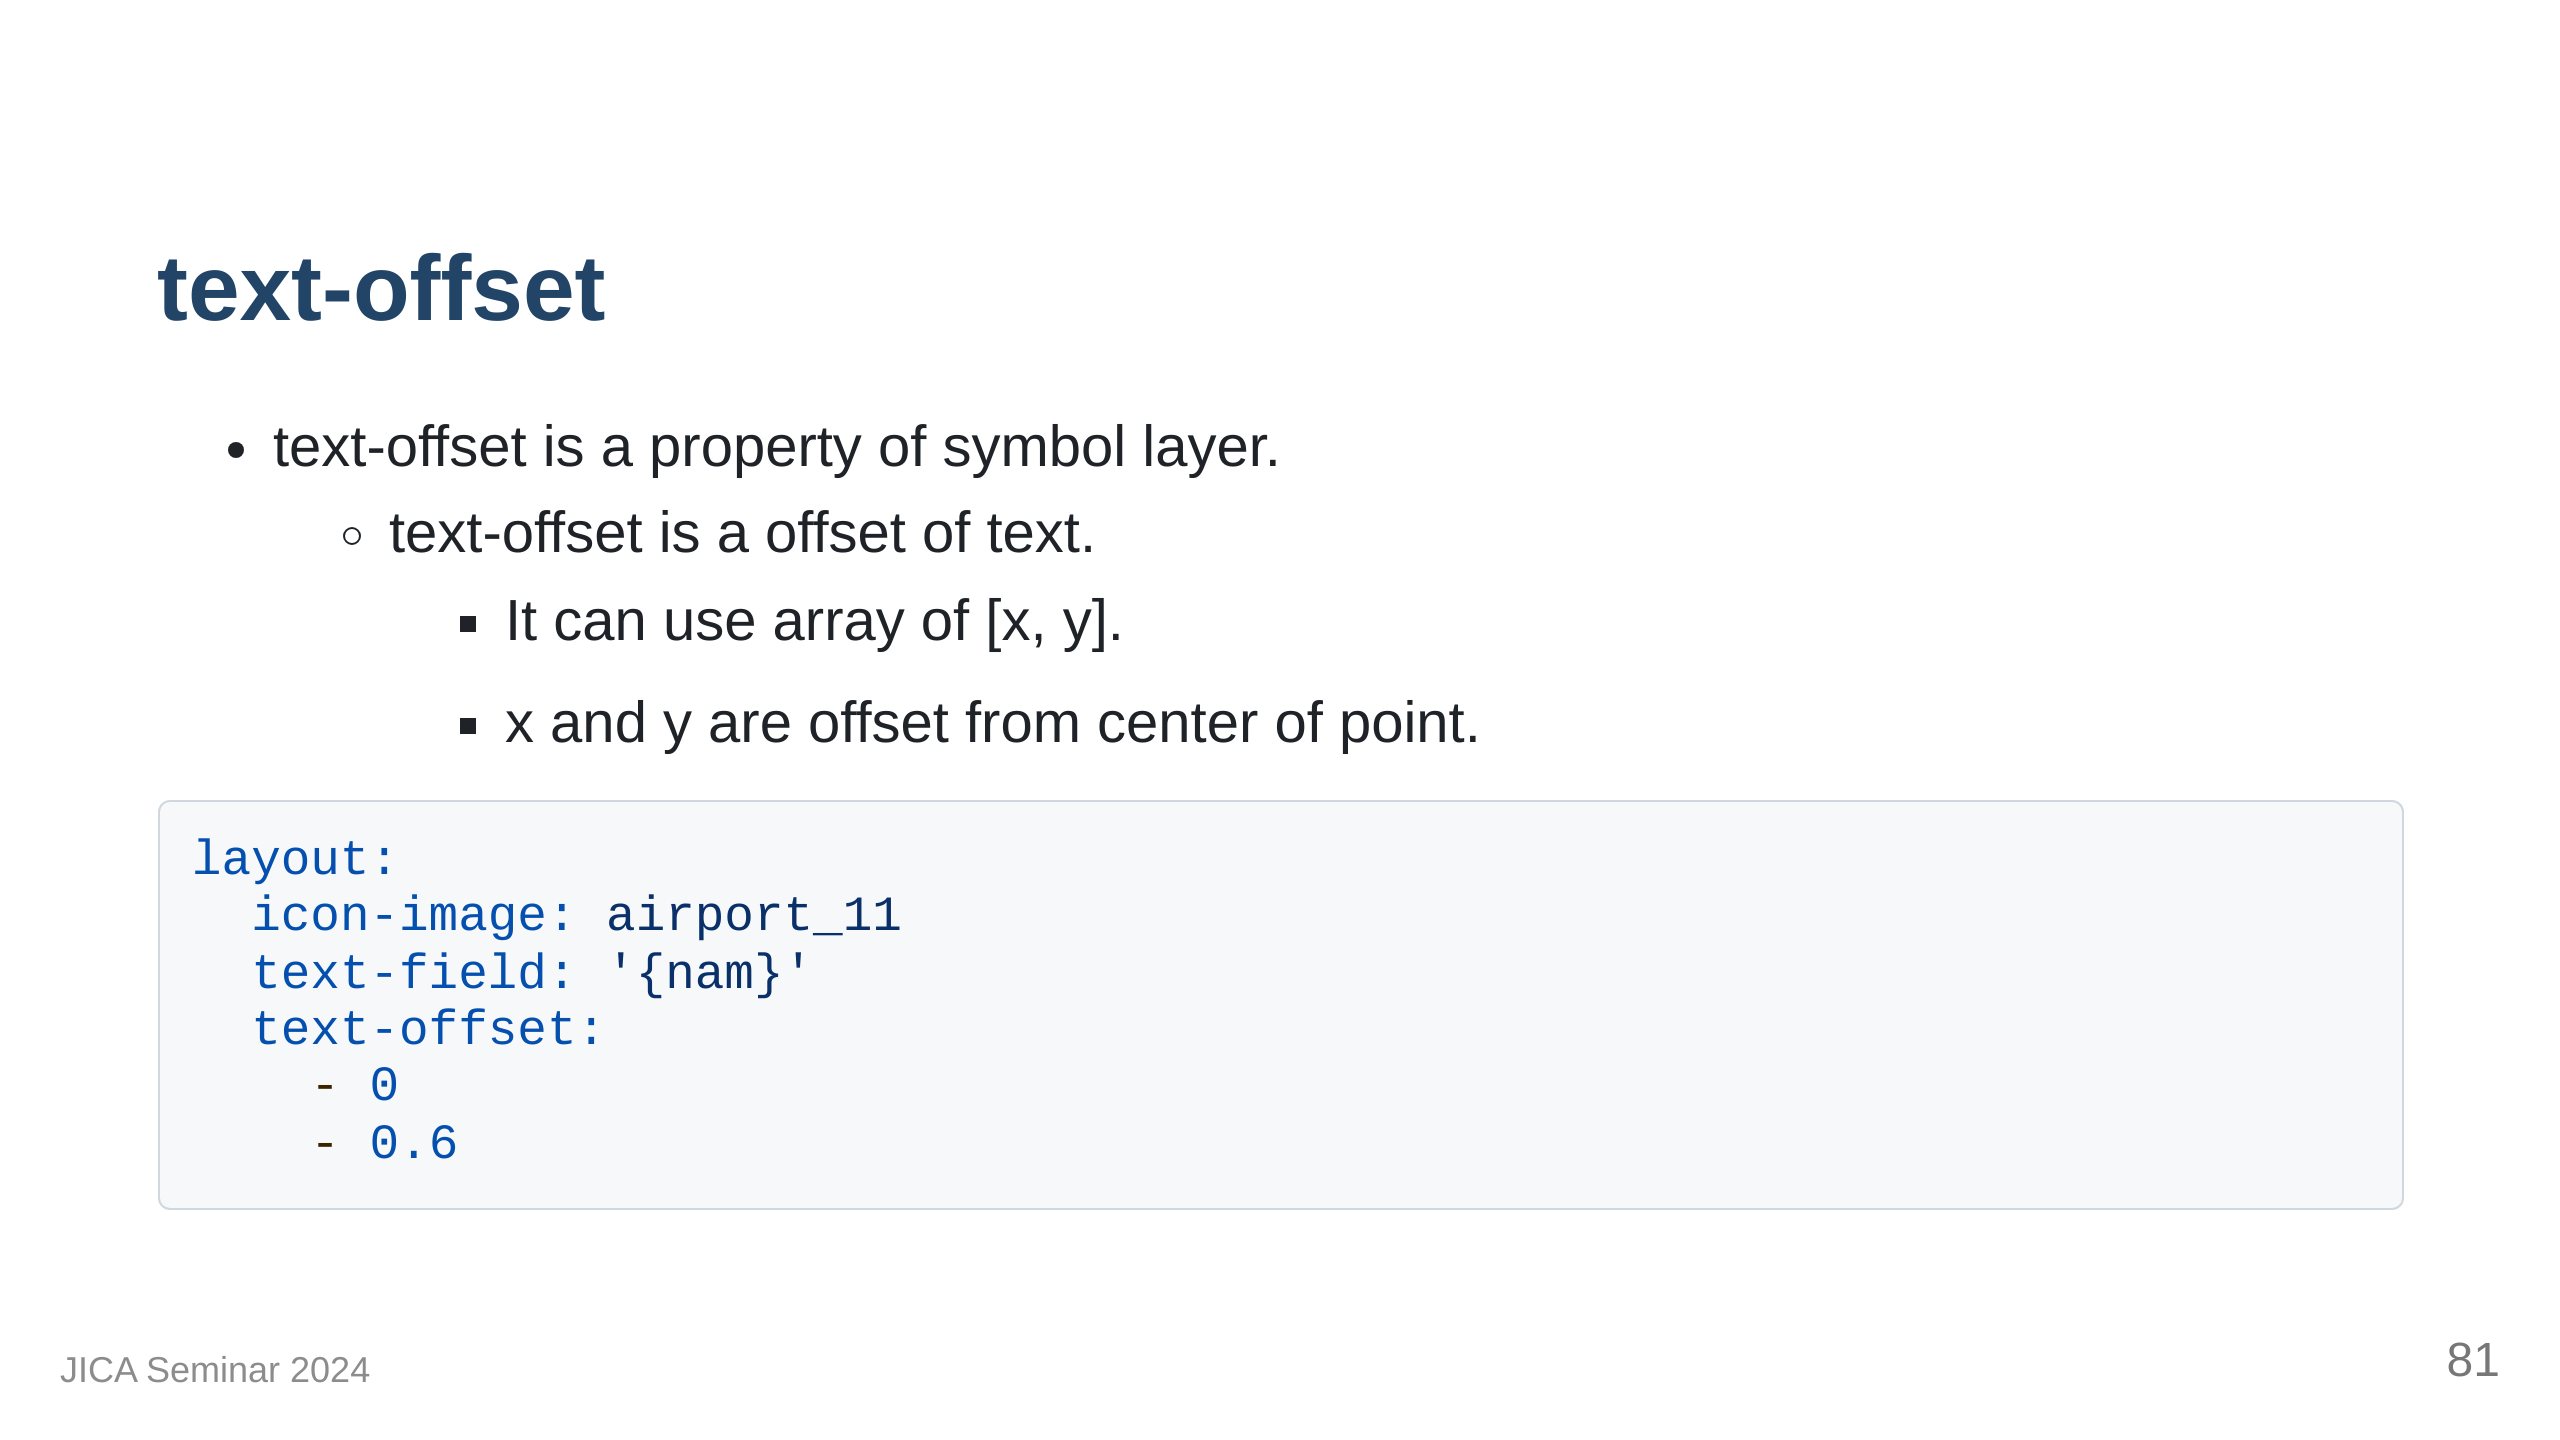 text-offset
text-offset is a property of symbol layer.
text-offset is a offset of text.
It can use array of [x, y].
x and y are offset from center of point.
layout:
  icon-image: airport_11
  text-field: '{nam}'
  text-offset:
    - 0
    - 0.6
JICA Seminar 2024
81